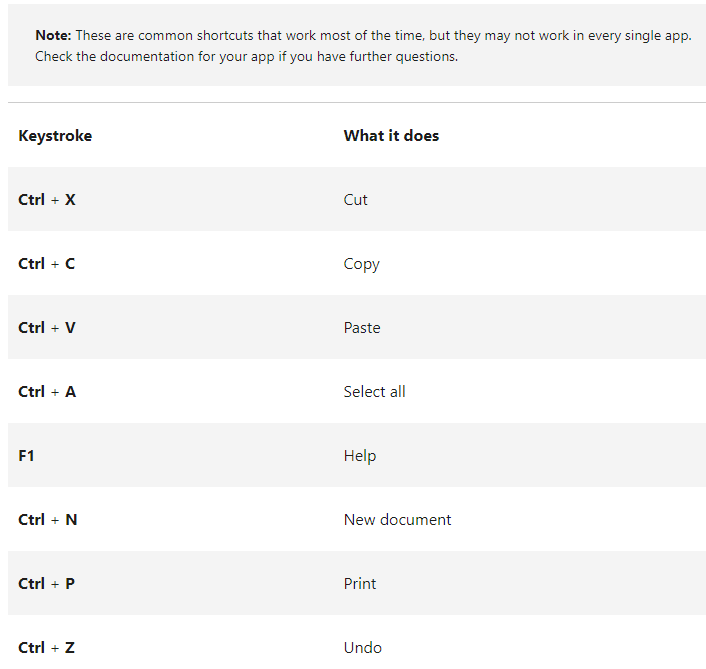 Note: These are common shortcuts that work most of the time, but they may not work in every single app.
Check the documentation for your app if you have further questions.
Keystroke What it does
Ctrl + X Cut
Ctrl + C Copy
Ctrl + V Paste
Ctrl + A Select all
F1 Help
Ctrl + N New document
Ctrl + P Print
Ctrl + Z Undo